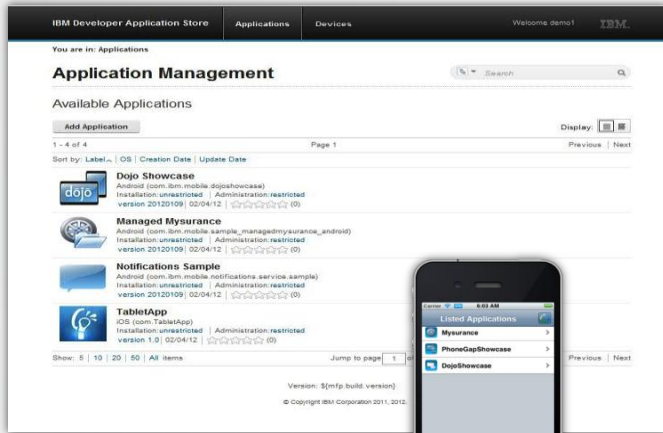 IBM Developer Application Store Applications Devices Welcome demo1 IBM.
You are in: Applications
Application Management Search
Available Applications
Add Application Display:
1 - 4 of 4 Page 1 Previous | Next
Sort by: Label | OS | Creation Date | Update Date
dojo
Dojo Showcase
Android (com.ibm.mobile.dojoshowcase)
Installation:unrestricted | Administration:restricted
version 20120109 | 02/04/12 | (0)
Managed Mysurance
Android (com.ibm.mobile.sample_managedmysurance_android)
Installation:unrestricted | Administration:restricted
version 20120109 | 02/04/12 | (0)
Notifications Sample
Android (com.ibm.mobile.notifications.service.sample)
Installation:unrestricted | Administration:restricted
version 20120109 | 02/04/12 | (0)
TabletApp
iOS (com.TabletApp)
Installation:unrestricted | Administration:restricted
version 1.0 | 02/04/12 | (0)
Show: 5 | 10 | 20 | 50 | All items Jump to page 1 of Previous | Next
Version: ${mfp.build.version}
© Copyright IBM Corporation 2011, 2012.
Carrier 6:03 AM
Listed Applications
Mysurance
PhoneGapShowcase
DojoShowcase